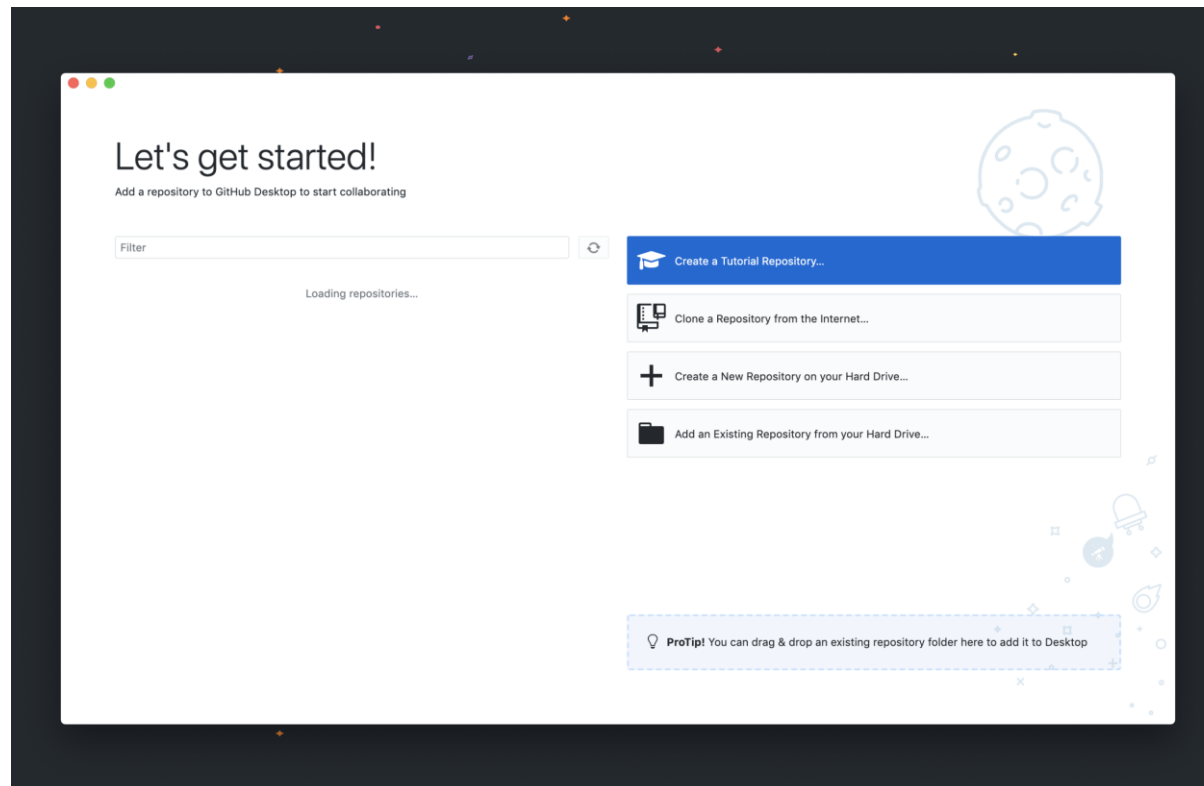 Let's get started!
Add a repository to GitHub Desktop to start collaborating
Filter
Loading repositories...
Create a Tutorial Repository...
Clone a Repository from the Internet...
Create a New Repository on your Hard Drive...
Add an Existing Repository from your Hard Drive...
ProTip! You can drag & drop an existing repository folder here to add it to Desktop